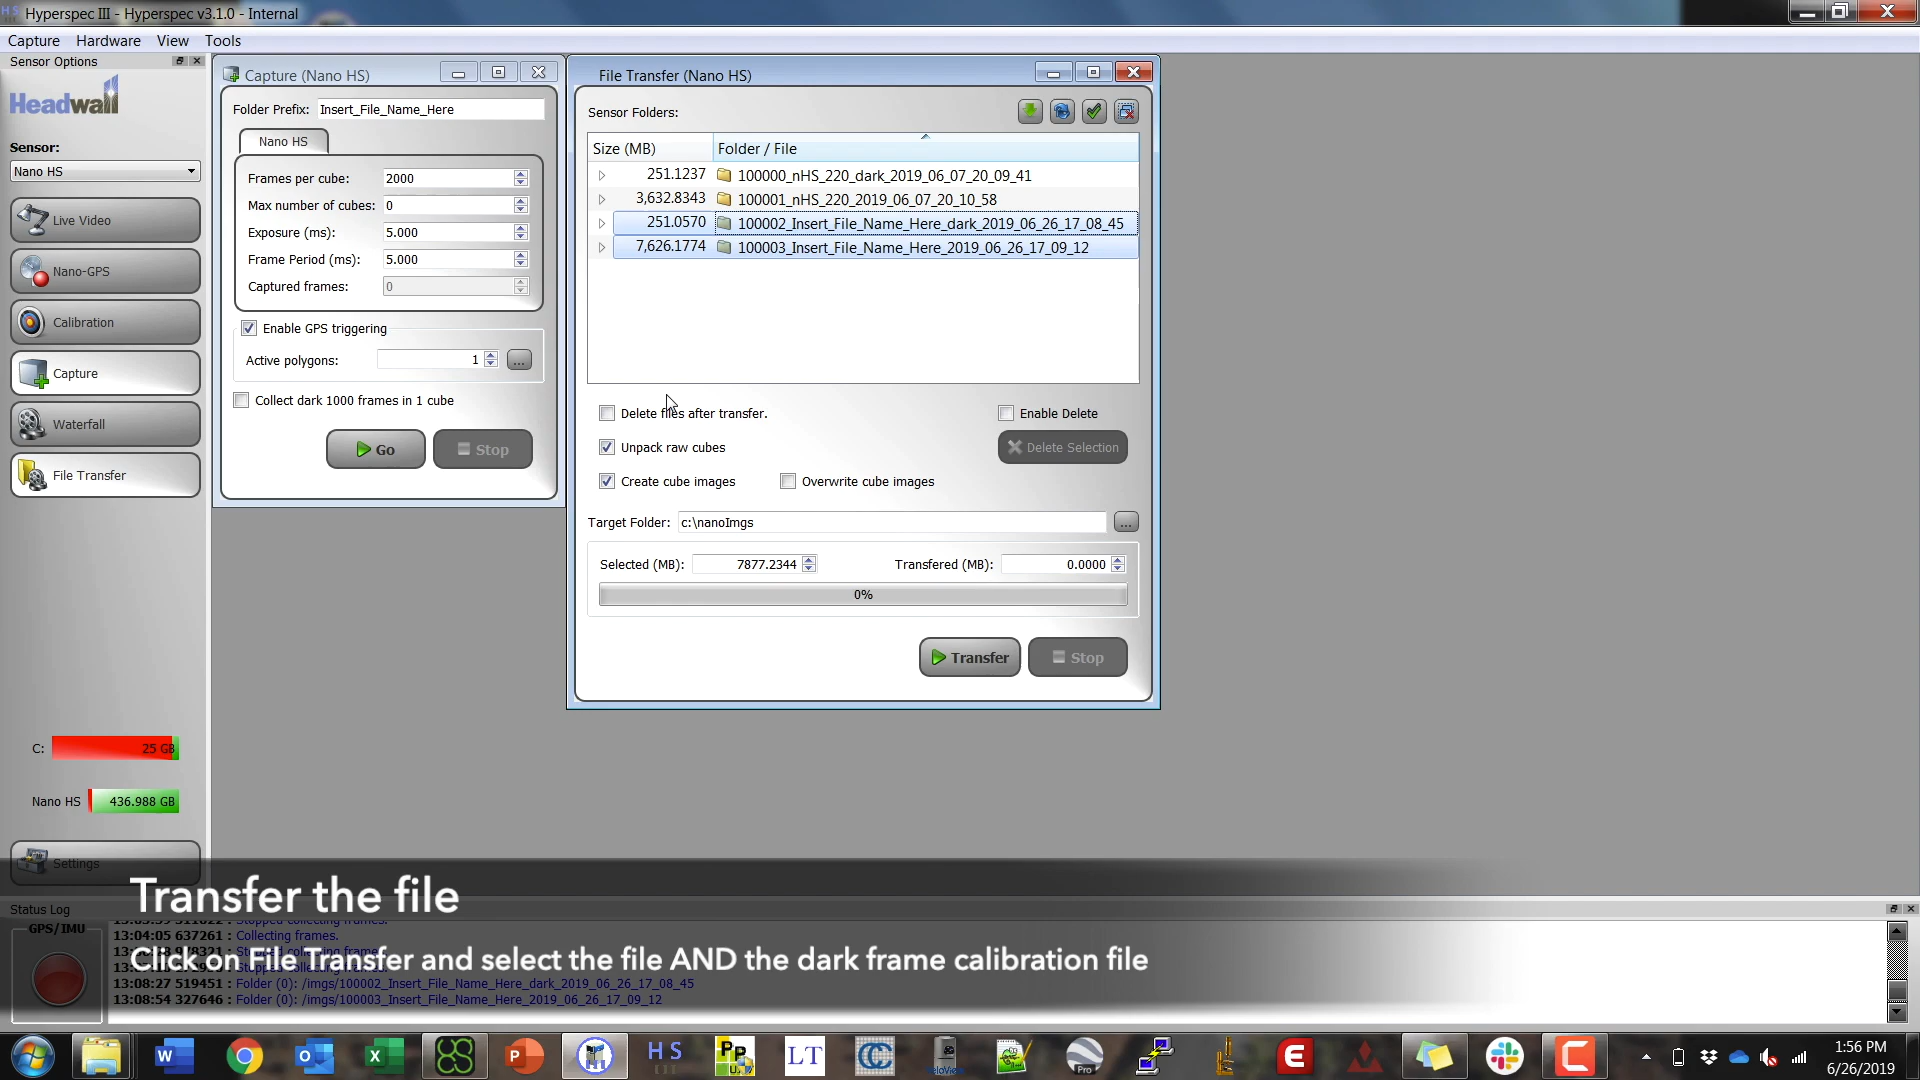 Hyperspec III - Hyperspec v3.1.0 - Internal
Capture Hardware View Tools
Sensor Options
Headwall
Sensor:
Nano HS
Live Video
Nano-GPS
Calibration
Capture
Waterfall
File Transfer
C: 25 GB
Nano HS 436.988 GB
Settings
Capture (Nano HS)
Folder Prefix: Insert_File_Name_Here
Nano HS
Frames per cube: 2000
Max number of cubes: 0
Exposure (ms): 5.000
Frame Period (ms): 5.000
Captured frames: 0
Enable GPS triggering
Active polygons: 1 ...
Collect dark 1000 frames in 1 cube
Go Stop
File Transfer (Nano HS)
Sensor Folders:
Size (MB) Folder / File
251.1237 100000_nHS_220_dark_2019_06_07_20_09_41
3,632.8343 100001_nHS_220_2019_06_07_20_10_58
251.0570 100002_Insert_File_Name_Here_dark_2019_06_26_17_08_45
7,626.1774 100003_Insert_File_Name_Here_2019_06_26_17_09_12
Delete files after transfer. Enable Delete
Unpack raw cubes Delete Selection
Create cube images Overwrite cube images
Target Folder: c:\nanoImgs ...
Selected (MB): 7877.2344 Transfered (MB): 0.0000
0%
Transfer Stop
Transfer the file
Click on File Transfer and select the file AND the dark frame calibration file
Status Log
GPS/IMU
Stopped collecting frames.
13:04:05 637261 : Collecting frames.
Stopped collecting frames.
13:08:27 519451 : Folder (0): /imgs/100002_Insert_File_Name_Here_dark_2019_06_26_17_08_45
13:08:54 327646 : Folder (0): /imgs/100003_Insert_File_Name_Here_2019_06_26_17_09_12
H S
LT
Pro
1:56 PM
6/26/2019